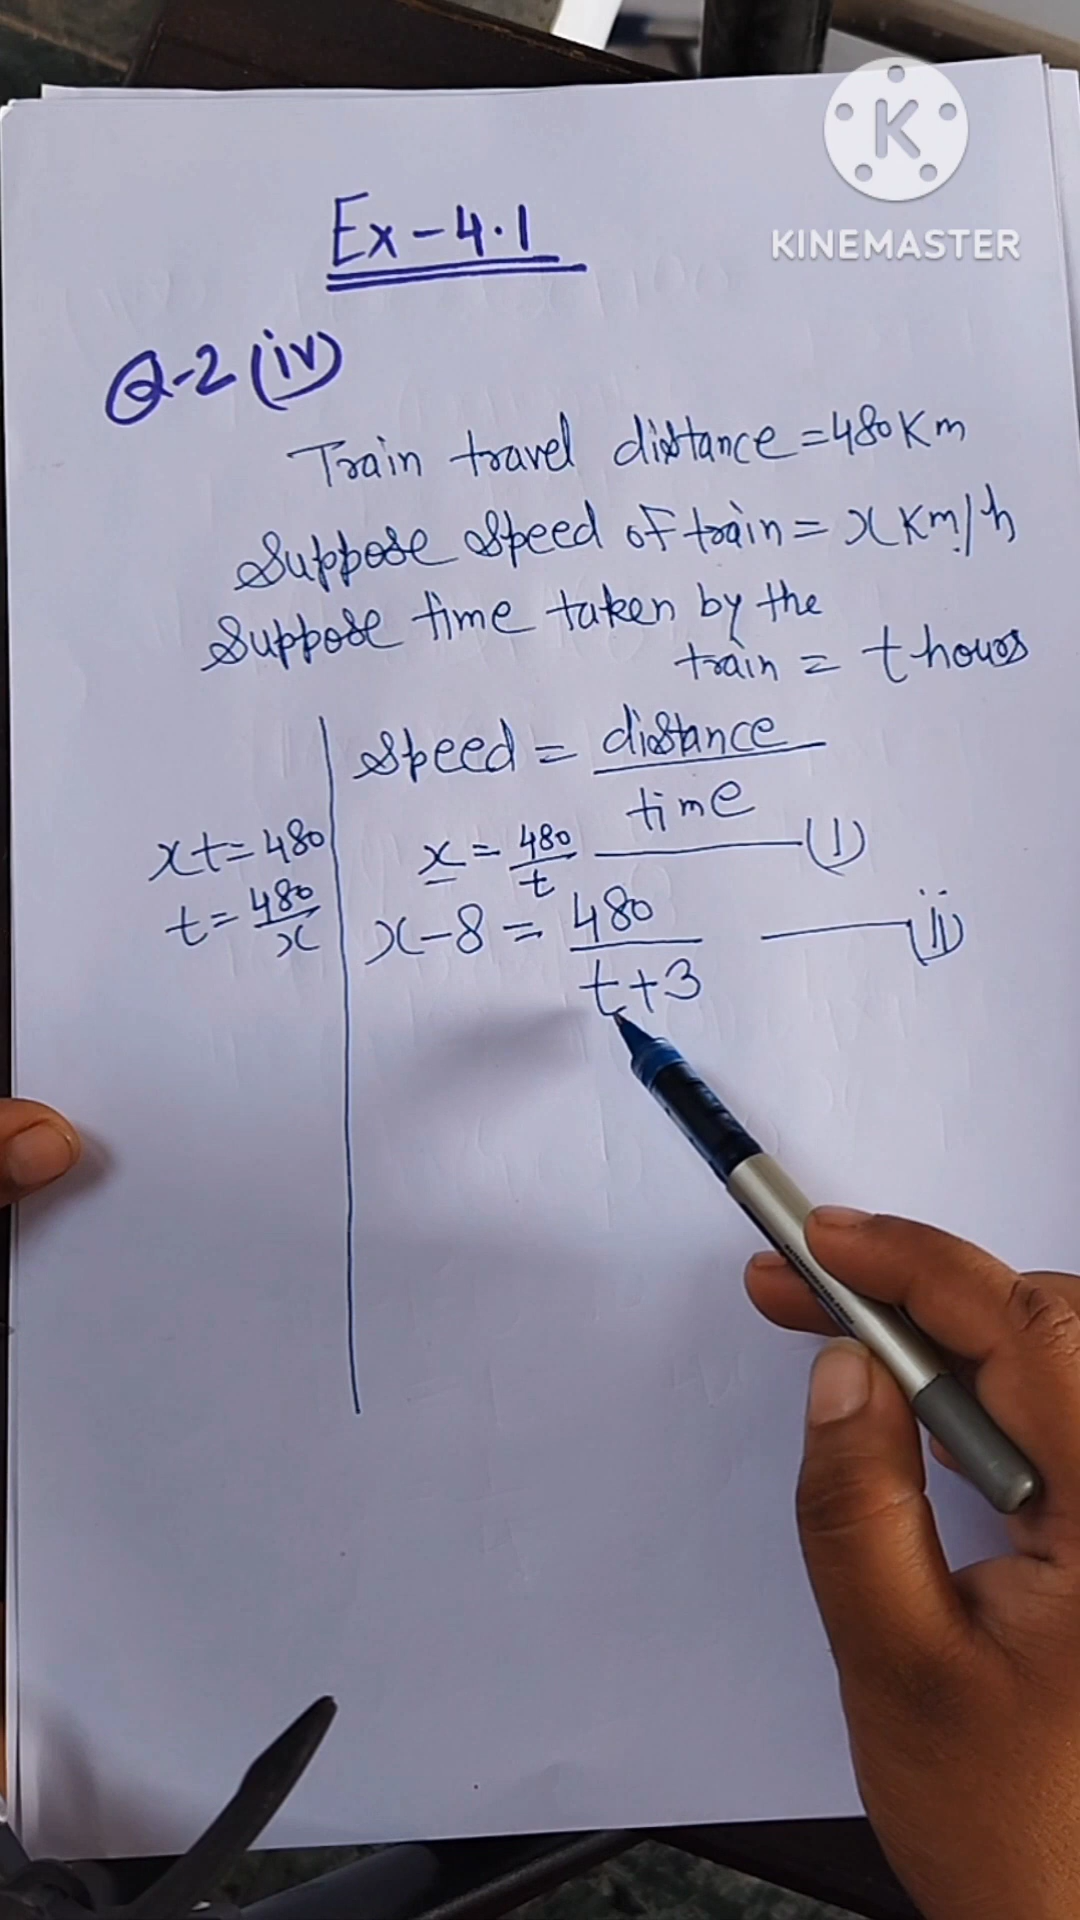 K
KINEMASTER
Ex-4.1
Q-2 (iv)
Train travel distance = 480 Km
Suppose speed of train = x Km/h
Suppose time taken by the
train = t hours
speed = distance / time
x = 480/t (I)
x-8 = 480/t+3 (ii)
xt = 480
t = 480/x